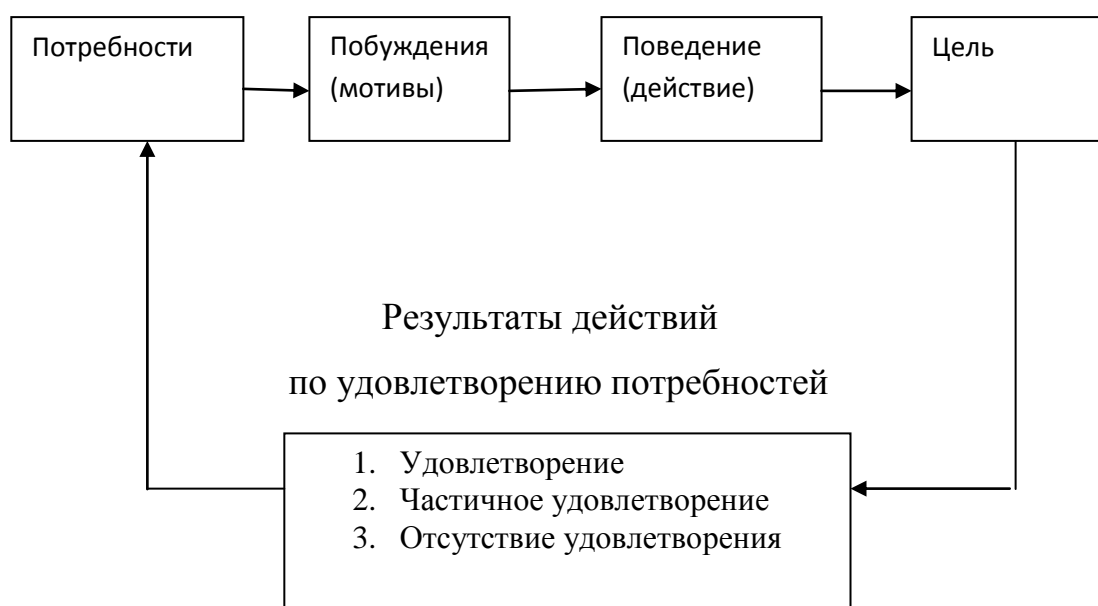 Потребности
Побуждения
(мотивы)
Поведение
(действие)
Цель
Результаты действий
по удовлетворению потребностей
1. Удовлетворение
2. Частичное удовлетворение
3. Отсутствие удовлетворения